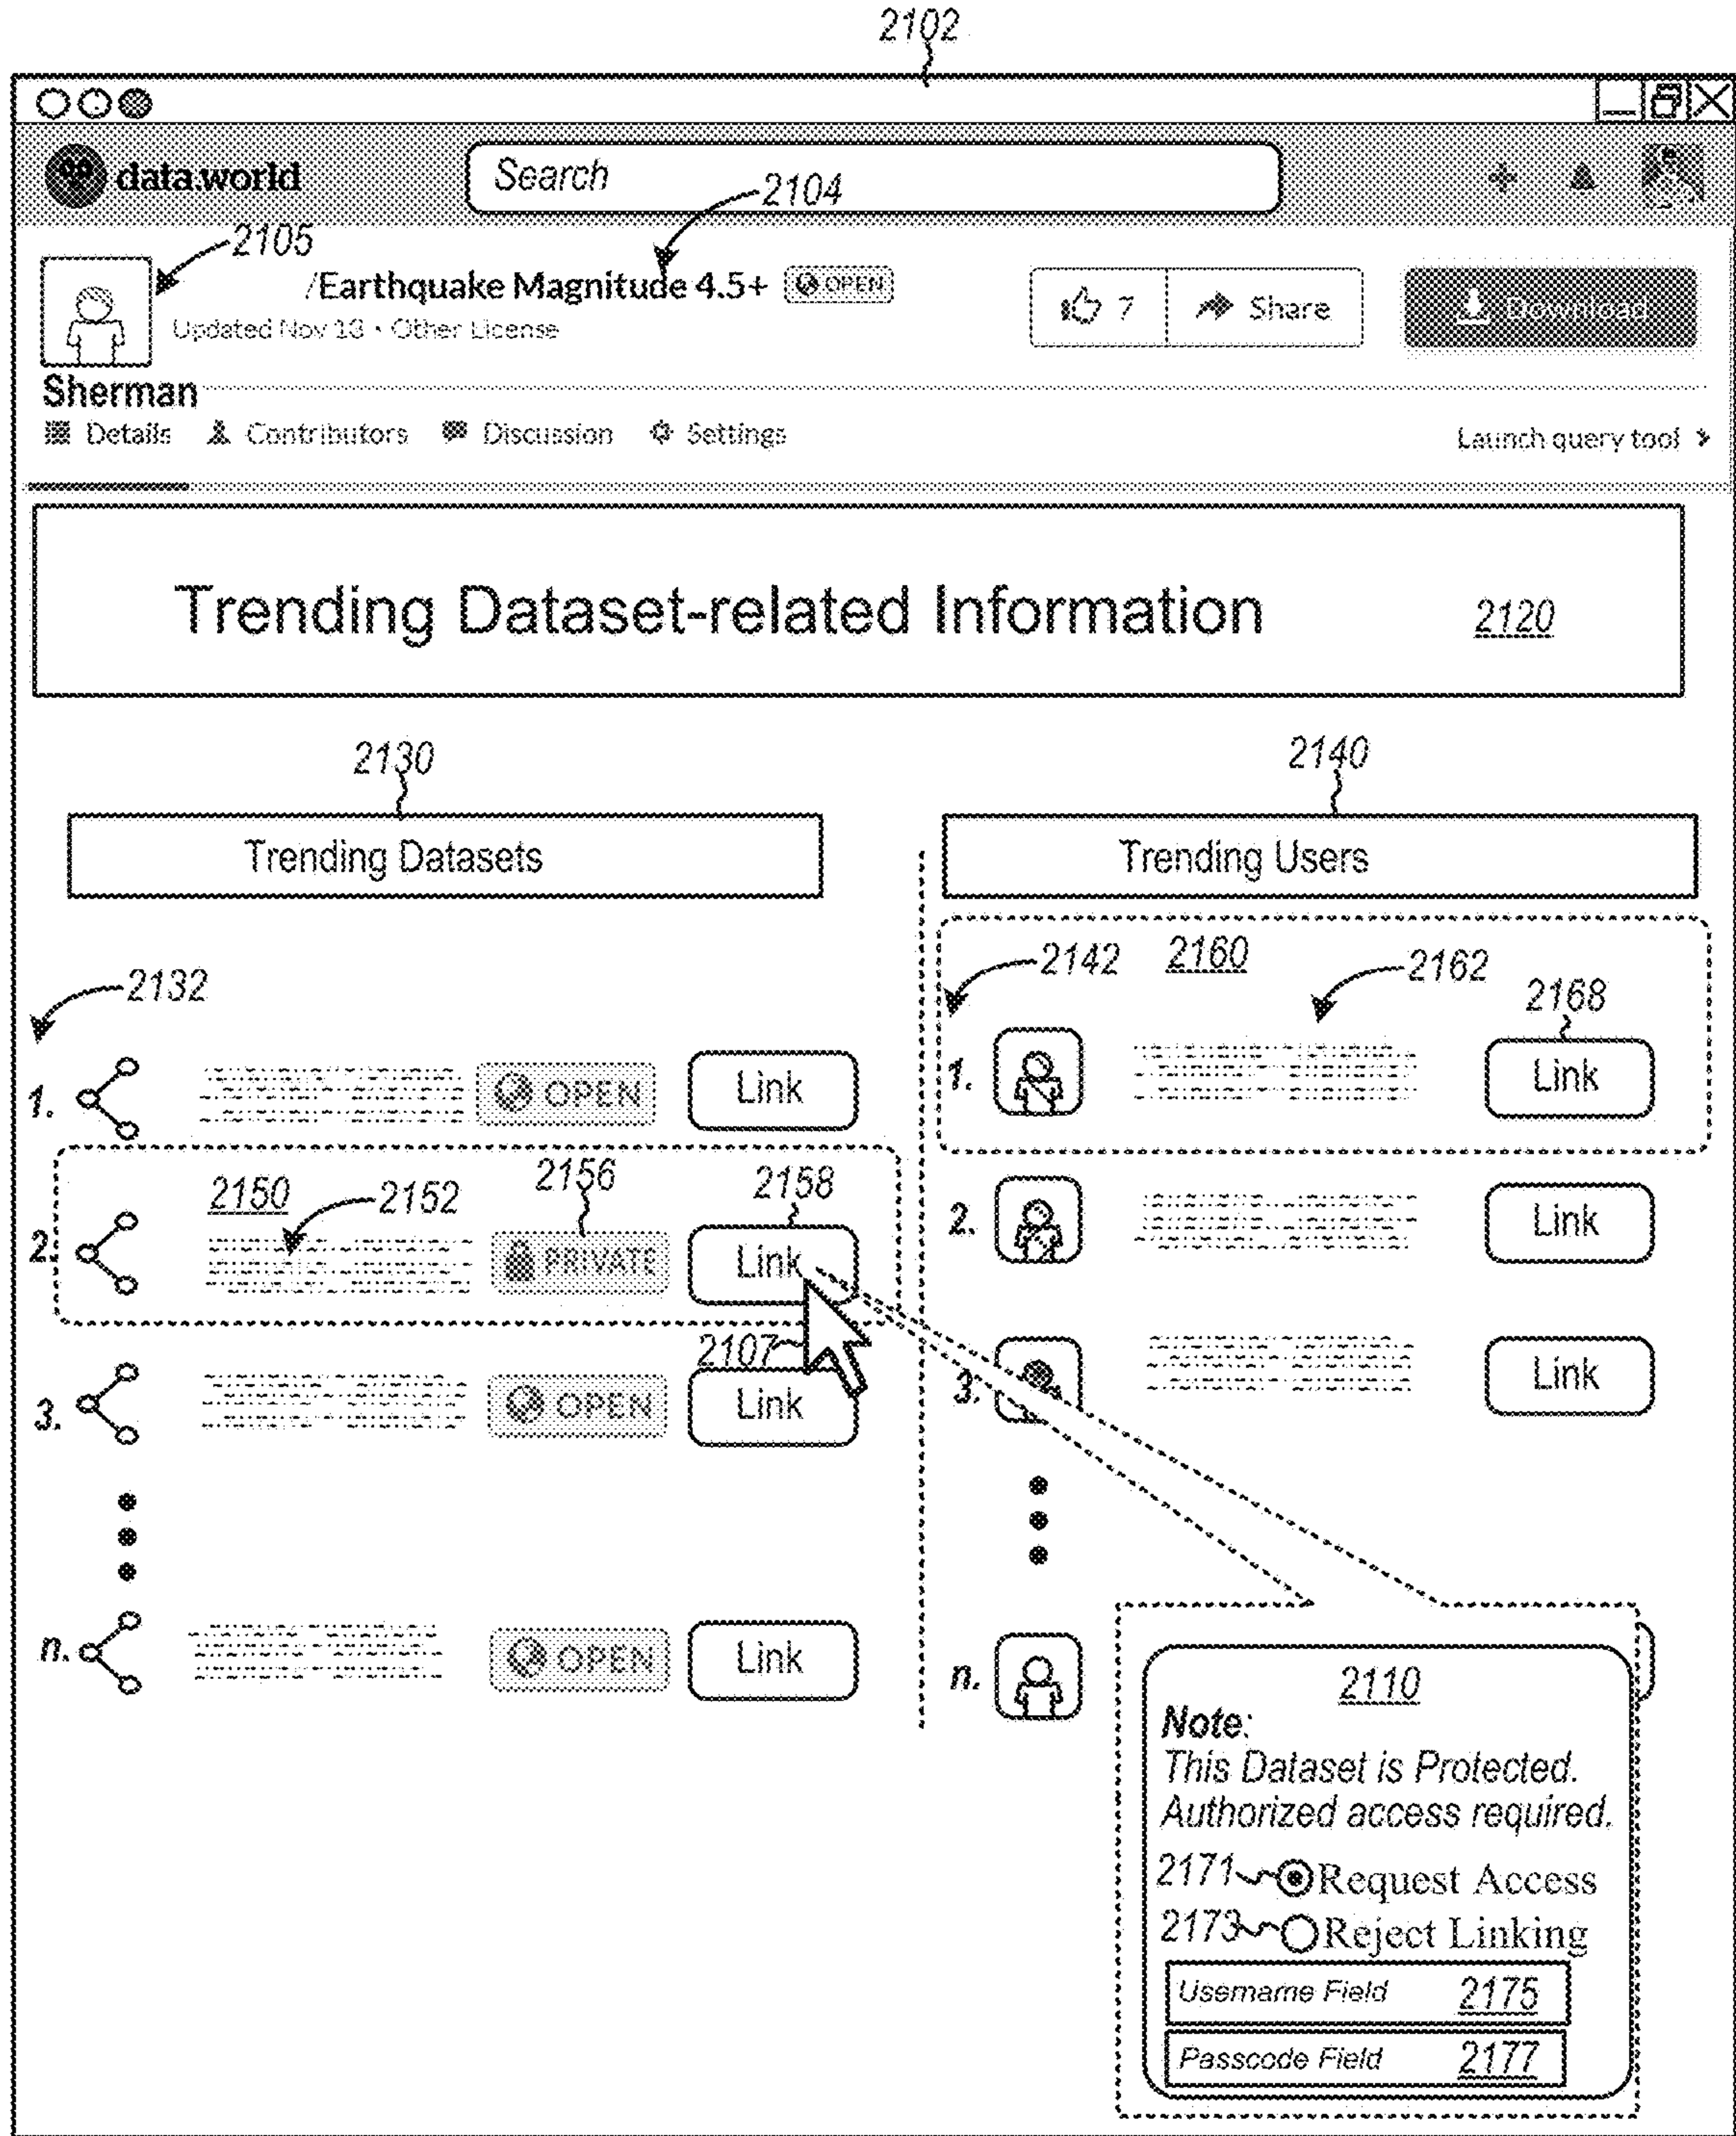 2102
data.world
Search
2104
2105
/Earthquake Magnitude 4.5+ OPEN
7 Share Download
Updated Nov 13 • Other License
Sherman
Details Contributors Discussion Settings
Launch query tool >
Trending Dataset-related Information 2120
2130
2140
Trending Datasets
Trending Users
2132
2142 2160 2162
2168
1. OPEN Link
1. Link
2150 2152 2156 2158
2. PRIVATE Link
2. Link
2107
3. OPEN Link
3. Link
n. OPEN Link
n.
2110
Note:
This Dataset is Protected.
Authorized access required.
2171 Request Access
2173 Reject Linking
Username Field 2175
Passcode Field 2177